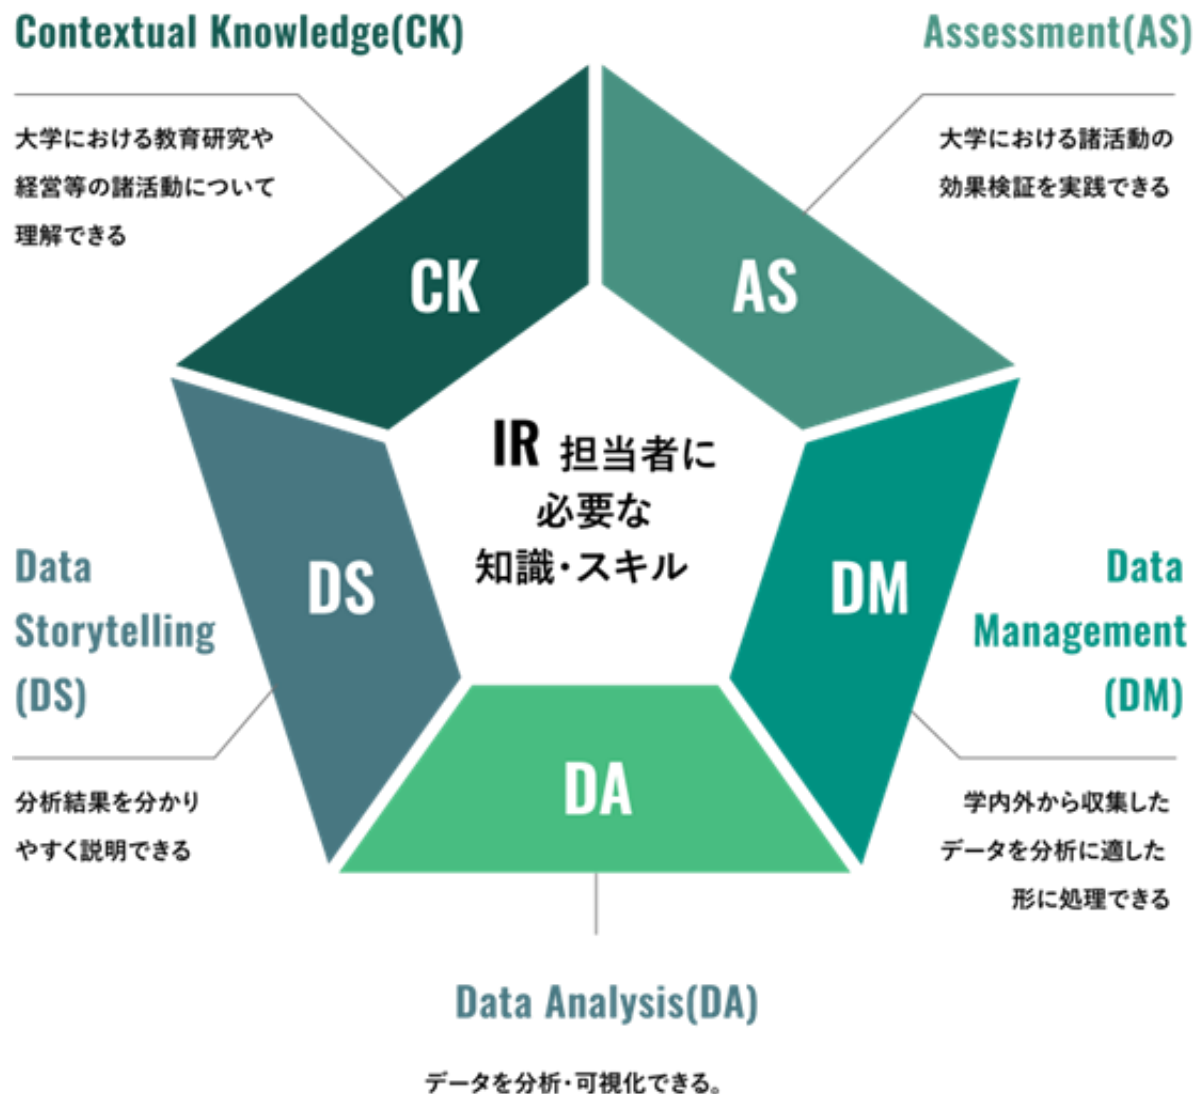 Contextual Knowledge(CK)
大学における教育研究や
経営等の諸活動について
理解できる
Assessment(AS)
大学における諸活動の
効果検証を実践できる
CK
AS
IR 担当者に
必要な
知識・スキル
DS
DM
DA
Data
Storytelling
(DS)
分析結果を分かり
やすく説明できる
Data
Management
(DM)
学内外から収集した
データを分析に適した
形に処理できる
Data Analysis(DA)
データを分析・可視化できる。